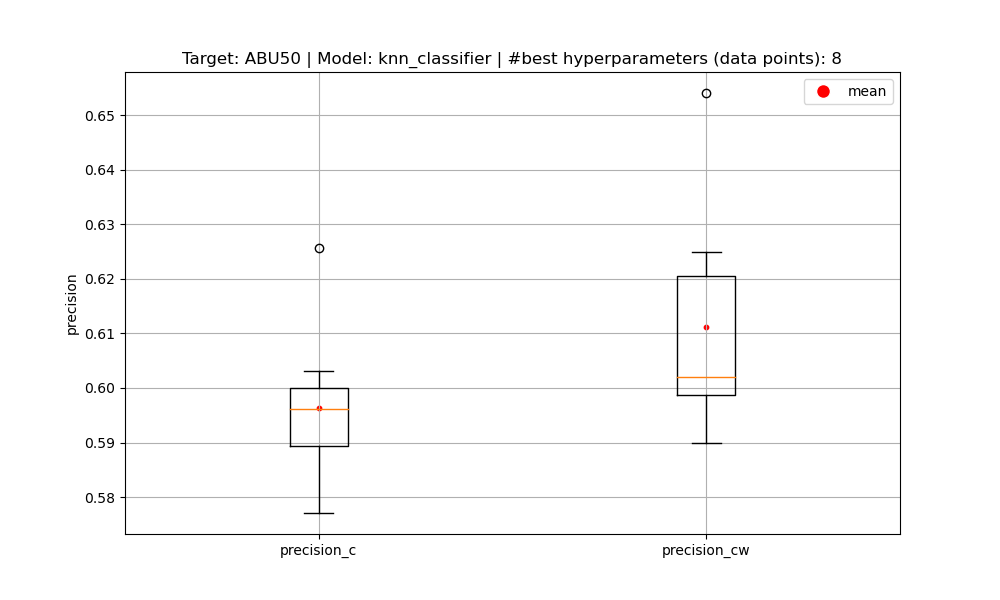 Target: ABU50 | Model: knn_classifier | #best hyperparameters (data points): 8
mean
0.65
0.64
0.63
0.62
0.61
0.60
0.59
0.58
precision
precision_c
precision_cw